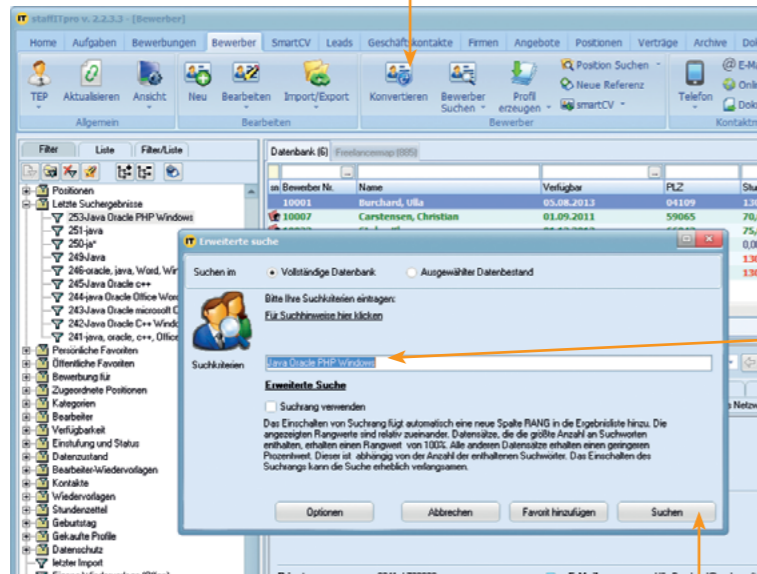 staffITpro v. 2.2.3.3 - [Bewerber]
Home Aufgaben Bewerbungen Bewerber SmartCV Leads Geschäftskontakte Firmen Angebote Positionen Verträge Archive
TEP Aktualisieren Ansicht Neu Bearbeiten Import/Export Konvertieren Bewerber Suchen Profil erzeugen Position Suchen Telefon
Neue Referenz
smartCV
Allgemein Bearbeiten Bewerber
Filter Liste Filter/Liste
Datenbank (6) Freelancermap (885)
Bewerber Nr. Name Verfügbar PLZ
10001 Burchard, Ulla 05.08.2013 04109
10007 Carstensen, Christian 01.09.2011 59065
Positionen
Letzte Suchergebnisse
253-Java Oracle PHP Windows
251-java
250-ja*
249-Java
246-oracle, java, Word, Wir
245-Java Oracle c++
244-java Oracle Office Wor
243-Java Oracle microsoft C
242-Java Oracle C++ Windo
241-java, oracle, c++, Office
Persönliche Favoriten
Öffentliche Favoriten
Bewerbung für
Zugeordnete Positionen
Kategorien
Bearbeiter
Verfügbarkeit
Einstufung und Status
Datenzustand
Bearbeiter-Wiedervorlagen
Kontakte
Wiedervorlagen
Stundenzettel
Geburtstag
Gekaufte Profile
Datenschutz
letzter Import
Erweiterte suche
Suchen im Vollständige Datenbank Ausgewählter Datenbestand
Bitte Ihre Suchkriterien eintragen:
Für Suchhinweise hier klicken
Suchkriterien Java Oracle PHP Windows
Erweiterte Suche
Suchrang verwenden
Das Einschalten von Suchrang fügt automatisch eine neue Spalte RANG in die Ergebnisliste hinzu. Die
angezeigten Rangwerte sind relativ zueinander. Datensätze, die die größte Anzahl an Suchworten
enthalten, erhalten einen Rangwert von 100%. Alle anderen Datensätze erhalten einen geringeren
Prozentwert. Dieser ist abhängig von der Anzahl der enthaltenen Suchwörter. Das Einschalten des
Suchrangs kann die Suche erheblich verlangsamen.
Optionen Abbrechen Favorit hinzufügen Suchen